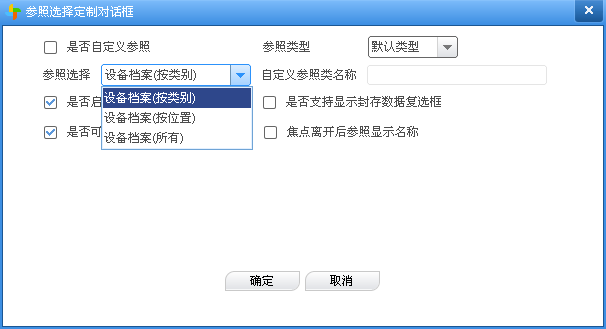 参照选择定制对话框
是否自定义参照 参照类型 默认类型
参照选择 设备档案(按类别) 自定义参照类名称
是否启 设备档案(按类别) 是否支持显示封存数据复选框
设备档案(按位置)
是否可 设备档案(所有) 焦点离开后参照显示名称
确定 取消